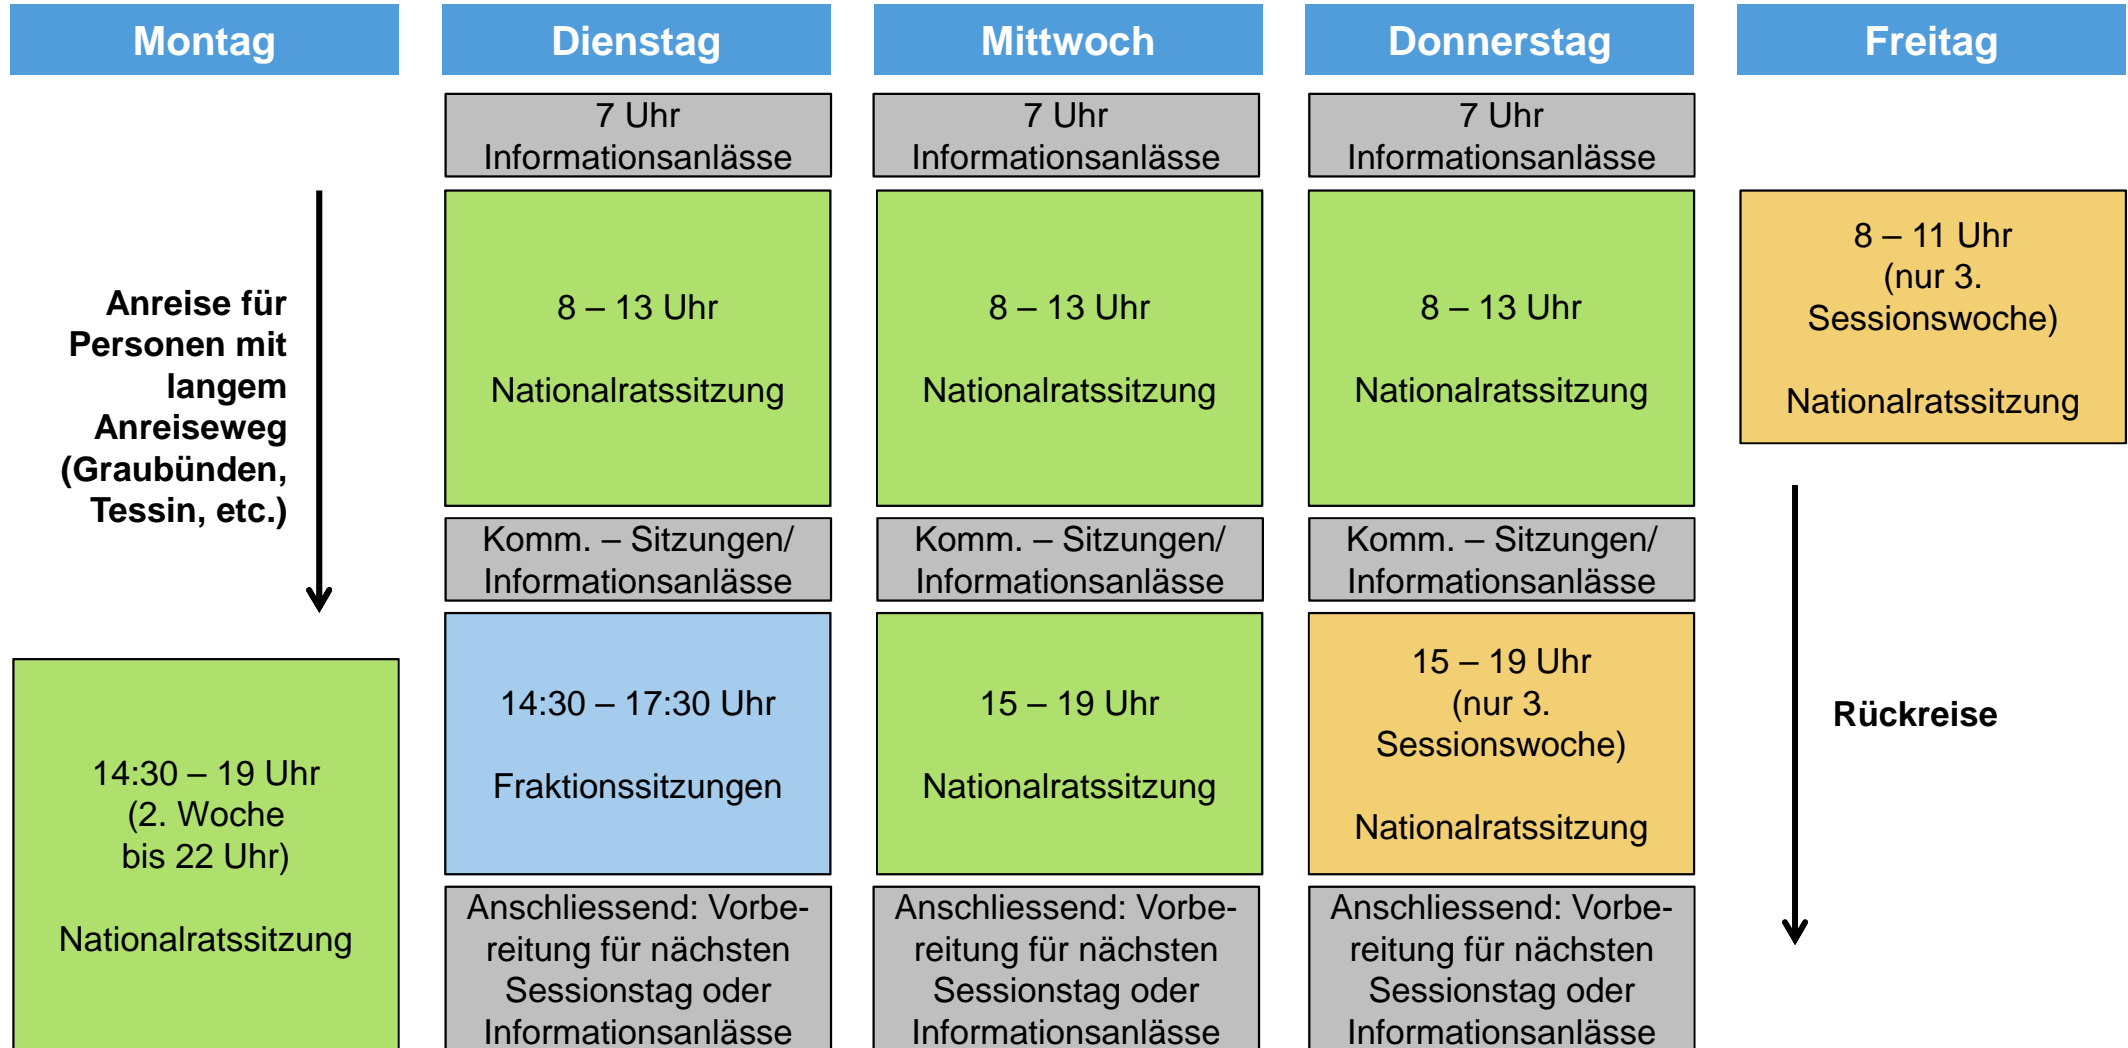 Montag
Anreise für
Personen mit
langem
Anreiseweg
(Graubünden,
Tessin, etc.)
14:30 – 19 Uhr
(2. Woche
bis 22 Uhr)
Nationalratssitzung
Dienstag
7 Uhr
Informationsanlässe
8 – 13 Uhr
Nationalratssitzung
Komm. – Sitzungen/
Informationsanlässe
14:30 – 17:30 Uhr
Fraktionssitzungen
Anschliessend: Vorbe-
reitung für nächsten
Sessionstag oder
Informationsanlässe
Mittwoch
7 Uhr
Informationsanlässe
8 – 13 Uhr
Nationalratssitzung
Komm. – Sitzungen/
Informationsanlässe
15 – 19 Uhr
Nationalratssitzung
Anschliessend: Vorbe-
reitung für nächsten
Sessionstag oder
Informationsanlässe
Donnerstag
7 Uhr
Informationsanlässe
8 – 13 Uhr
Nationalratssitzung
Komm. – Sitzungen/
Informationsanlässe
15 – 19 Uhr
(nur 3.
Sessionswoche)
Nationalratssitzung
Anschliessend: Vorbe-
reitung für nächsten
Sessionstag oder
Informationsanlässe
Freitag
8 – 11 Uhr
(nur 3.
Sessionswoche)
Nationalratssitzung
Rückreise